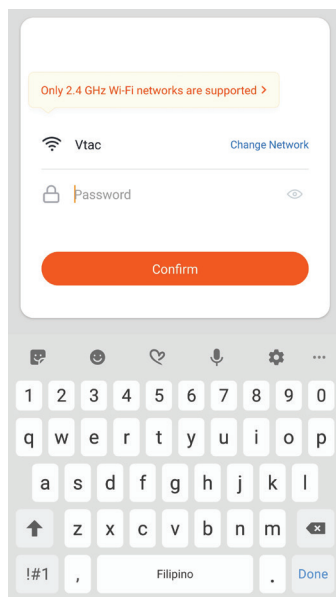 Only 2.4 GHz Wi-Fi networks are supported >
Vtac Change Network
Password
Confirm
1 2 3 4 5 6 7 8 9 0
q w e r t y u i o p
a s d f g h j k l
z x c v b n m
!#1 , Filipino . Done